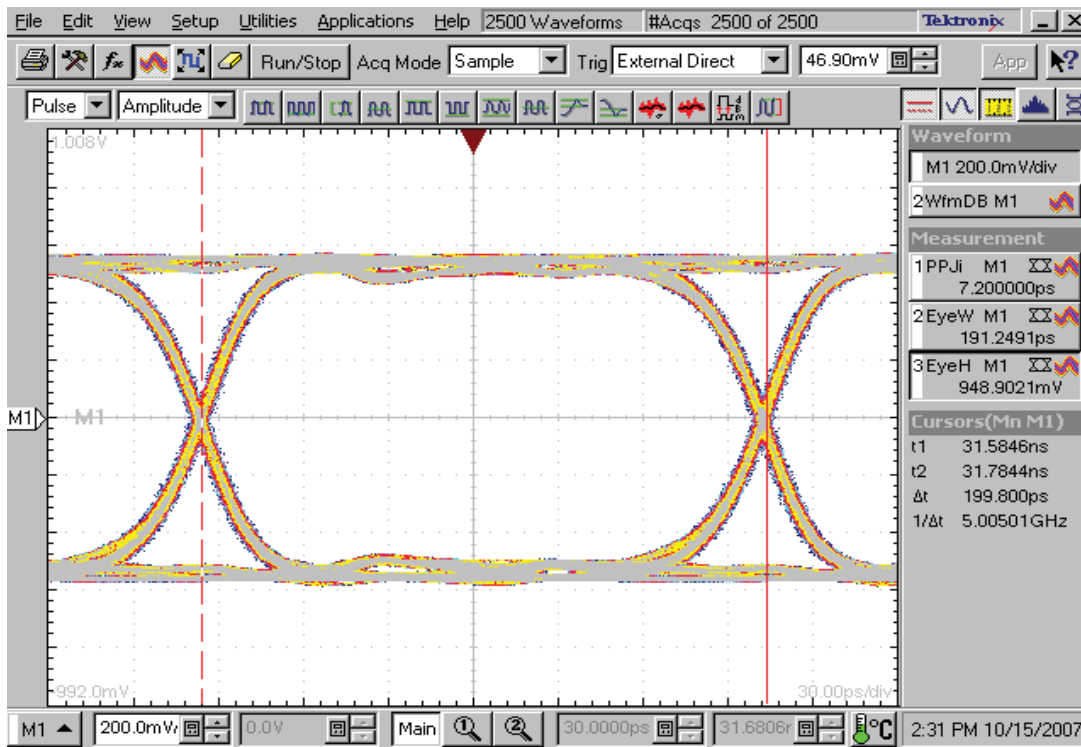 File Edit View Setup Utilities Applications Help 2500 Waveforms #Acqs 2500 of 2500 Tektronix
Run/Stop Acq Mode Sample Trig External Direct 46.90mV App
Pulse Amplitude
1.008V
Waveform
M1 200.0mV/div
2WfmDB M1
Measurement
1PPJi M1
7.200000ps
2EyeW M1
191.2491ps
3EyeH M1
948.9021mV
M1 M1
Cursors(Mn M1)
t1 31.5846ns
t2 31.7844ns
Δt 199.800ps
1/Δt 5.00501GHz
-992.0mV 30.00ps/div
M1 200.0mV/ 0.0V Main 1 2 30.0000ps 31.6806r °C 2:31 PM 10/15/2007